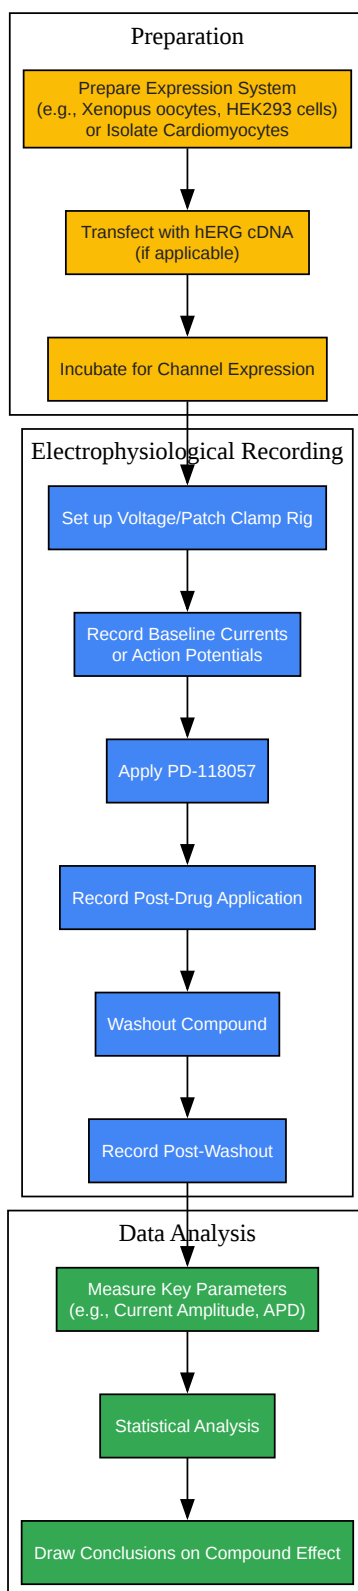 Preparation
Prepare Expression System
(e.g., Xenopus oocytes, HEK293 cells)
or Isolate Cardiomyocytes
Transfect with hERG cDNA
(if applicable)
Incubate for Channel Expression
Electrophysiological Recording
Set up Voltage/Patch Clamp Rig
Record Baseline Currents
or Action Potentials
Apply PD-118057
Record Post-Drug Application
Washout Compound
Record Post-Washout
Data Analysis
Measure Key Parameters
(e.g., Current Amplitude, APD)
Statistical Analysis
Draw Conclusions on Compound Effect